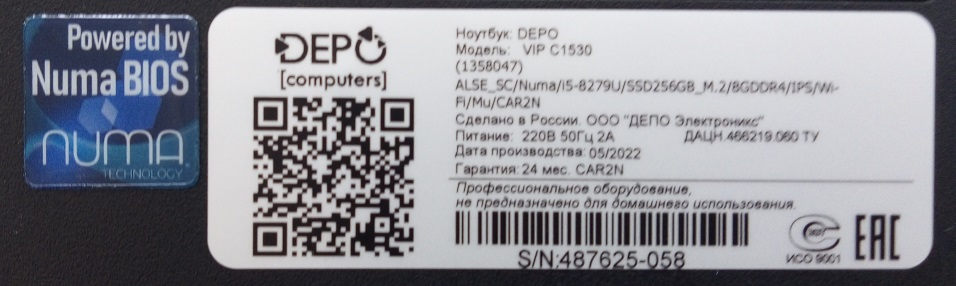 Powered by
Numa BIOS
NUMA
TECHNOLOGY
DEPO
[computers]
Ноутбук: DEPO
Модель: VIP C1530
(1358047)
ALSE_SC/Numa/i5-8279U/SSD256GB_M.2/8GDDR4/IPS/Wi-
Fi/Mu/CAR2N
Сделано в России. ООО "ДЕПО Электроникс"
Питание: 220В 50Гц 2А ДАЦН.466219.060 ТУ
Дата производства: 05/2022
Гарантия: 24 мес. CAR2N
Профессиональное оборудование,
не предназначено для домашнего использования.
S/N:487625-058
ИСО 9001
ЕАС